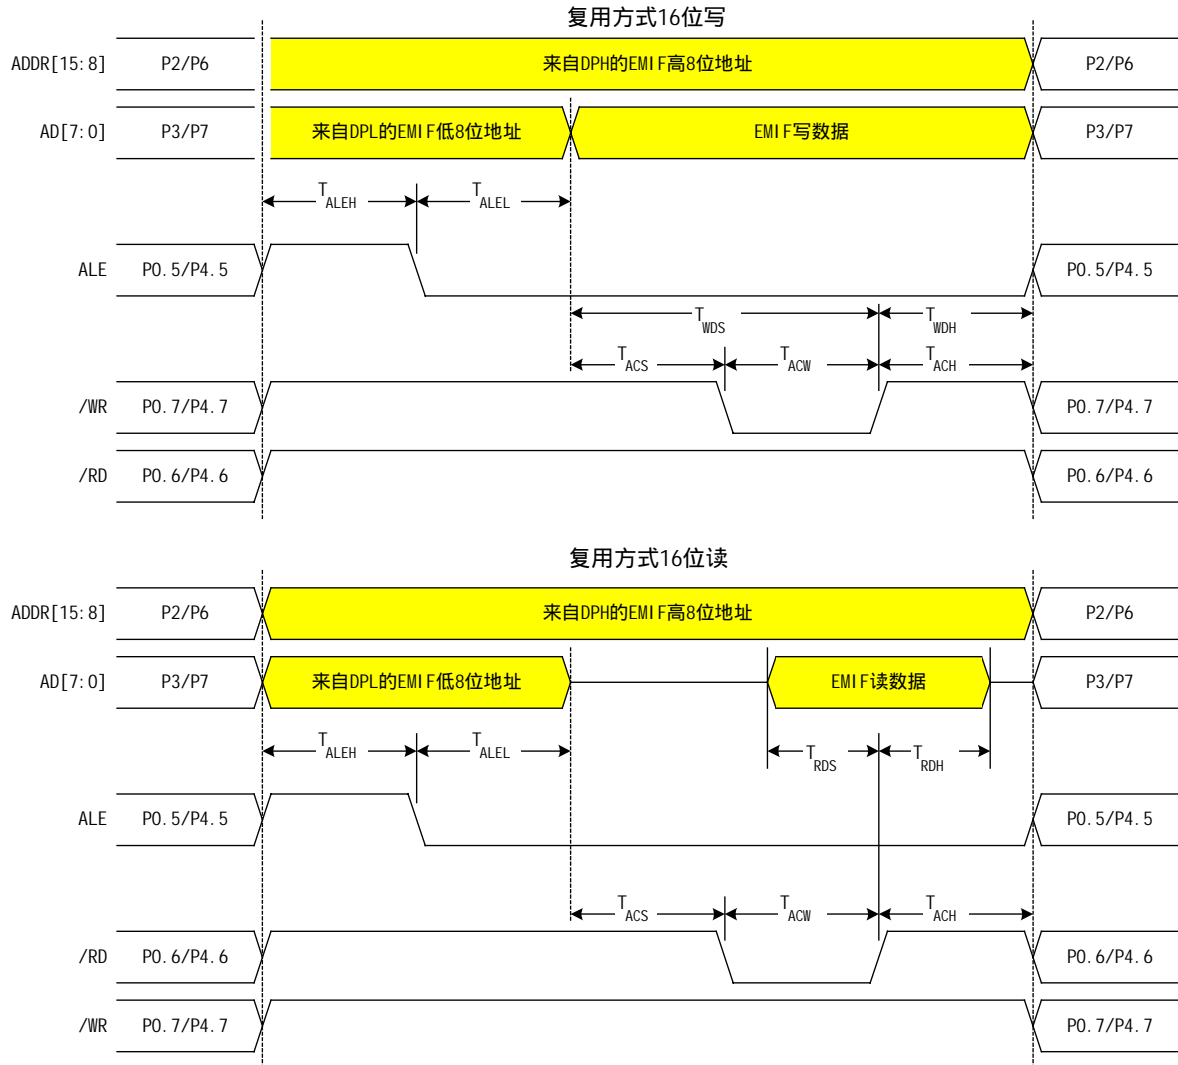 复用方式16位写
ADDR[15:8] P2/P6 来自DPH的EMIF高8位地址 P2/P6
AD[7:0] P3/P7 来自DPL的EMIF低8位地址 EMIF写数据 P3/P7
TALEH TALEL
ALE P0.5/P4.5 P0.5/P4.5
TWDS TWDH
TACS TACW TACH
/WR P0.7/P4.7 P0.7/P4.7
/RD P0.6/P4.6 P0.6/P4.6
复用方式16位读
ADDR[15:8] P2/P6 来自DPH的EMIF高8位地址 P2/P6
AD[7:0] P3/P7 来自DPL的EMIF低8位地址 EMIF读数据 P3/P7
TALEH TALEL TRDS TRDH
ALE P0.5/P4.5 P0.5/P4.5
TACS TACW TACH
/RD P0.6/P4.6 P0.6/P4.6
/WR P0.7/P4.7 P0.7/P4.7